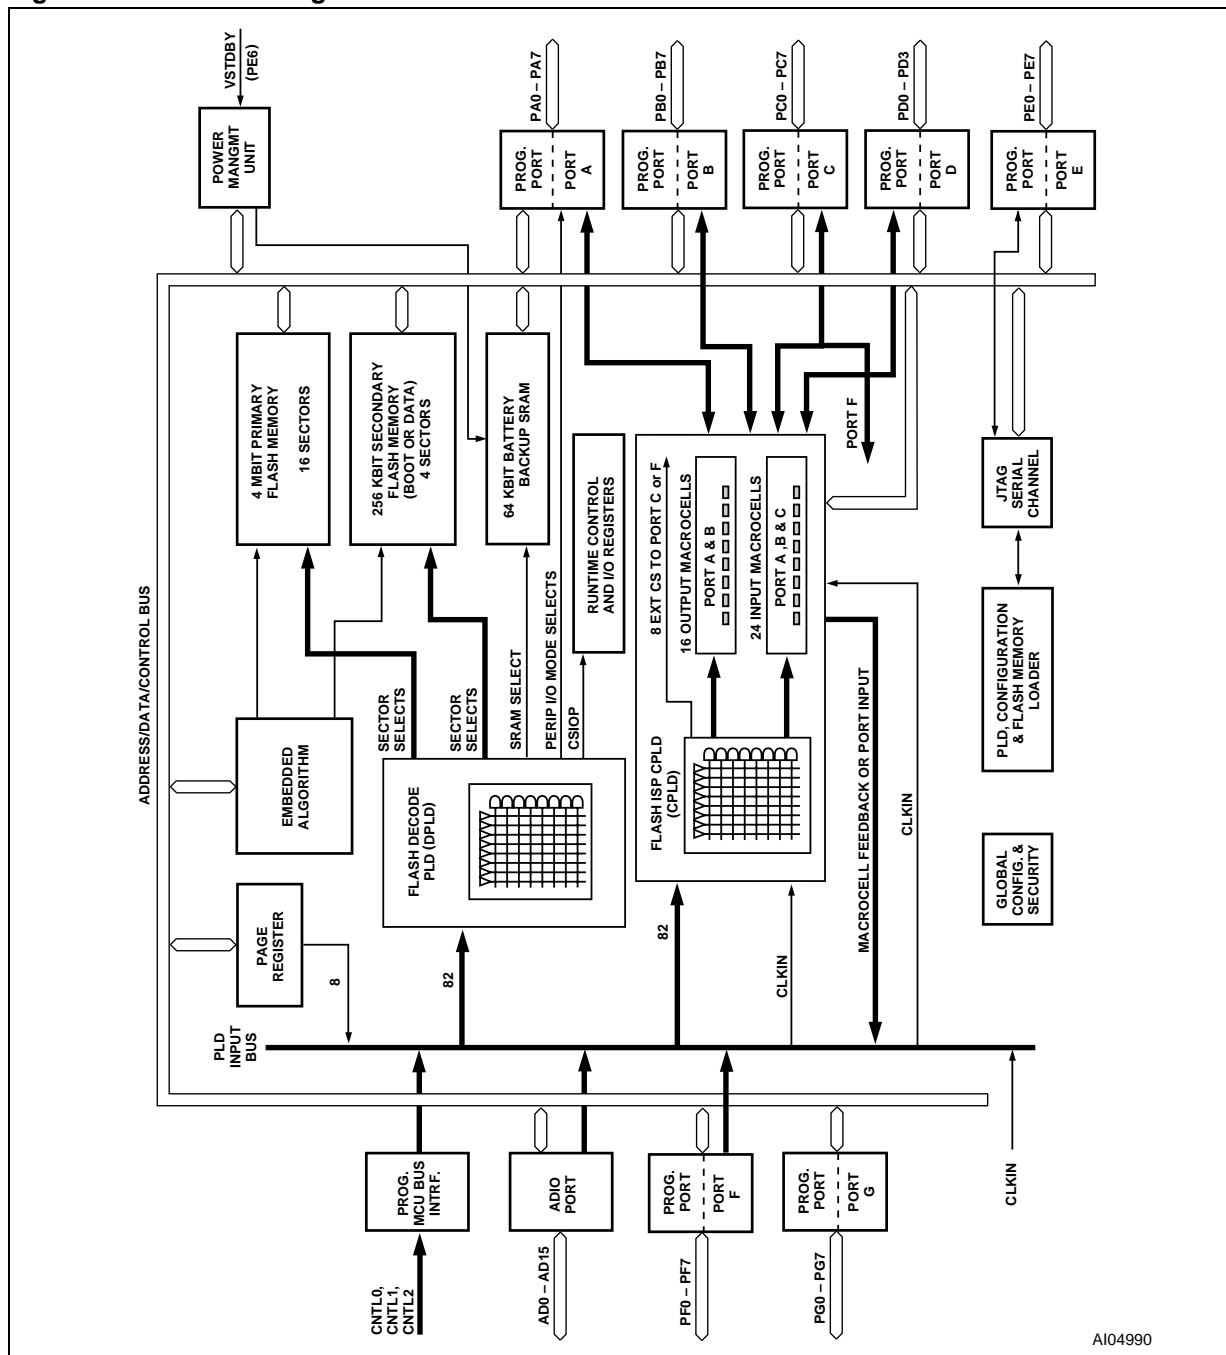 VSTDBY
(PE6)
PA0 – PA7
PB0 – PB7
PC0 – PC7
PD0 – PD3
PE0 – PE7
POWER
MANGMT
UNIT
PROG.
PORT
PORT
A
PROG.
PORT
PORT
B
PROG.
PORT
PORT
C
PROG.
PORT
PORT
D
PROG.
PORT
PORT
E
ADDRESS/DATA/CONTROL BUS
4 MBIT PRIMARY
FLASH MEMORY
16 SECTORS
256 KBIT SECONDARY
FLASH MEMORY
(BOOT OR DATA)
4 SECTORS
64 KBIT BATTERY
BACKUP SRAM
RUNTIME CONTROL
AND I/O REGISTERS
8 EXT CS TO PORT C or F
16 OUTPUT MACROCELLS
PORT A & B
24 INPUT MACROCELLS
PORT A ,B & C
PORT F
JTAG
SERIAL
CHANNEL
EMBEDDED
ALGORITHM
SECTOR
SELECTS
SECTOR
SELECTS
SRAM SELECT
PERIP I/O MODE SELECTS
CSIOP
FLASH DECODE
PLD (DPLD)
FLASH ISP CPLD
(CPLD)
CLKIN
PLD, CONFIGURATION
& FLASH MEMORY
LOADER
PAGE
REGISTER
8
82
82
CLKIN
MACROCELL FEEDBACK OR PORT INPUT
GLOBAL
CONFIG. &
SECURITY
PLD
INPUT
BUS
PROG.
MCU BUS
INTRF.
ADIO
PORT
PROG.
PORT
PORT
F
PROG.
PORT
PORT
G
CLKIN
CNTL0,
CNTL1,
CNTL2
AD0 – AD15
PF0 – PF7
PG0 – PG7
AI04990